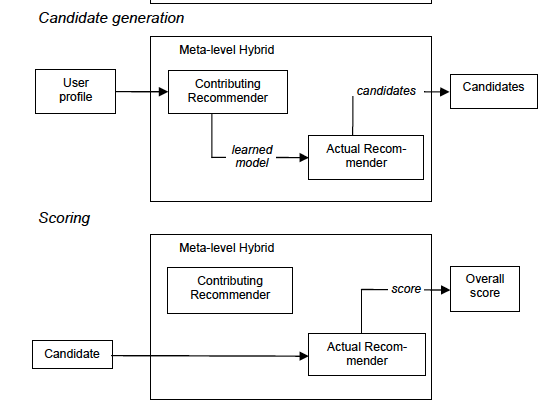 Candidate generation
Meta-level Hybrid
User
profile
Contributing
Recommender
candidates
Candidates
learned
model
Actual Recom-
mender
Scoring
Meta-level Hybrid
Contributing
Recommender
score
Overall
score
Candidate
Actual Recom-
mender